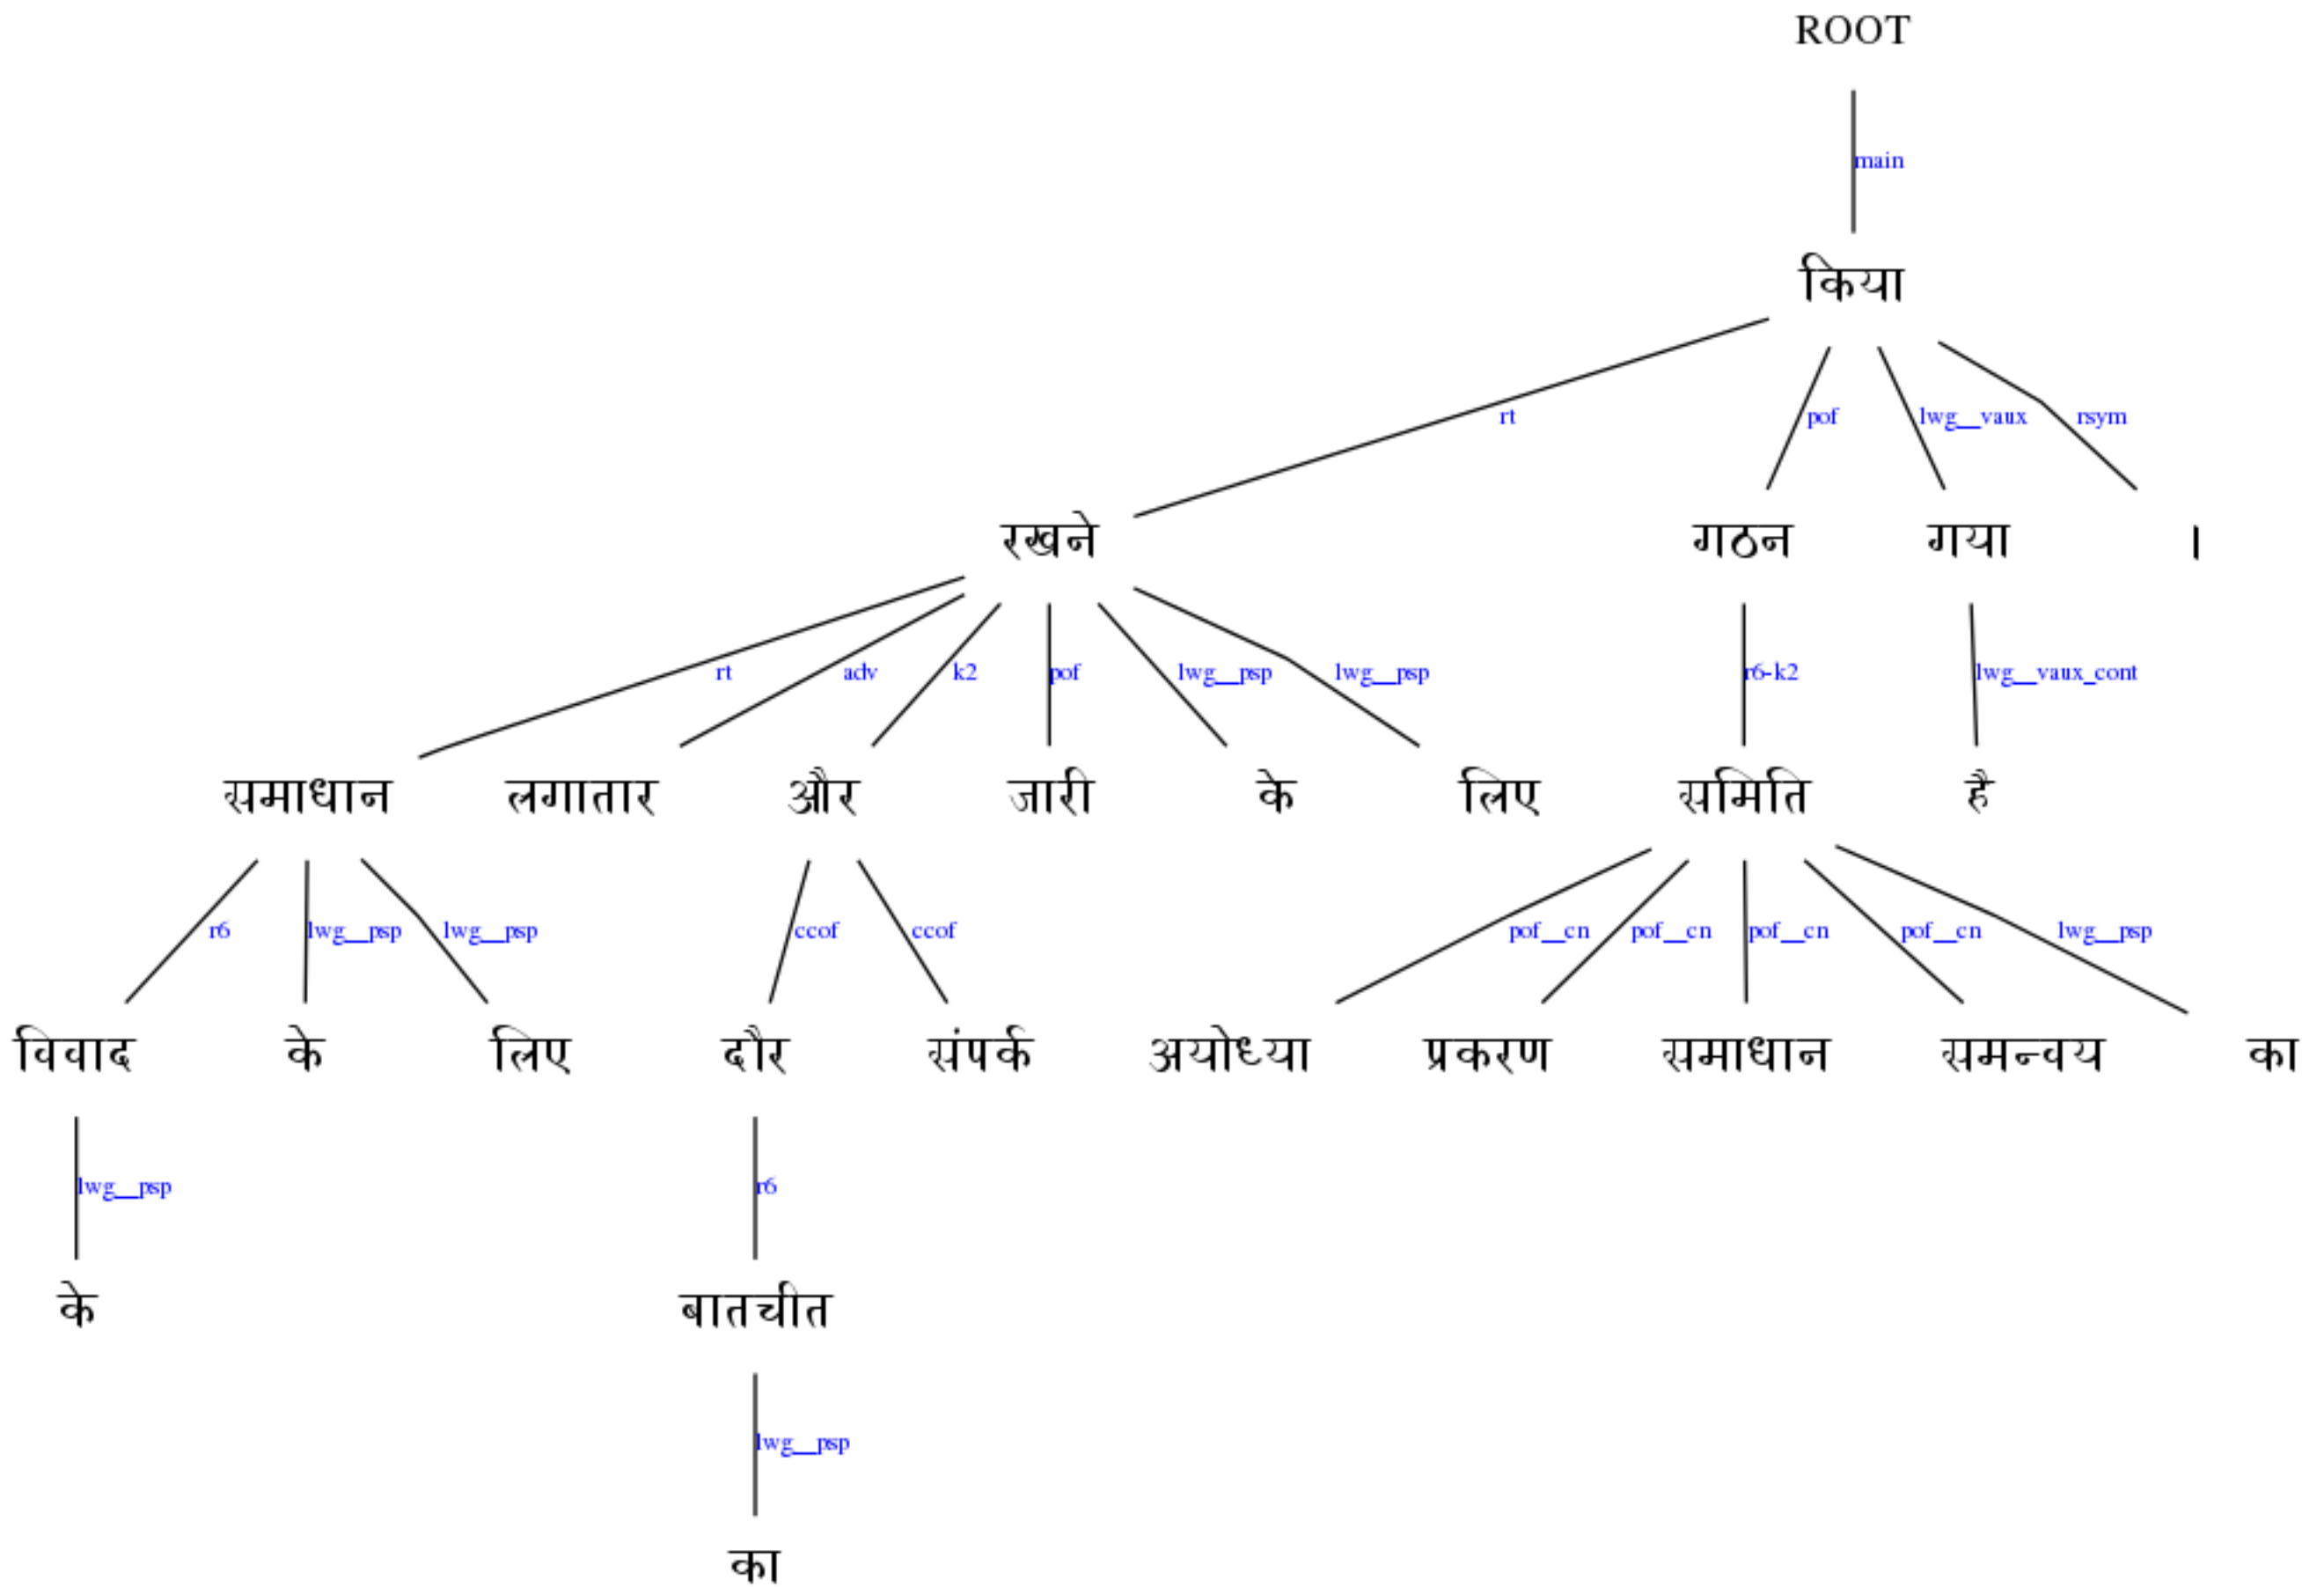 ROOT
main
किया
rt pof lwg__vaux rsym
रखने गठन गया ।
rt adv k2 pof lwg__psp lwg__psp r6-k2 lwg__vaux_cont
समाधान लगातार और जारी के लिए समिति है
r6 lwg__psp lwg__psp ccof ccof pof__cn pof__cn pof__cn pof__cn lwg__psp
विवाद के लिए दौर संपर्क अयोध्या प्रकरण समाधान समन्वय का
lwg__psp r6
के बातचीत
lwg__psp
का